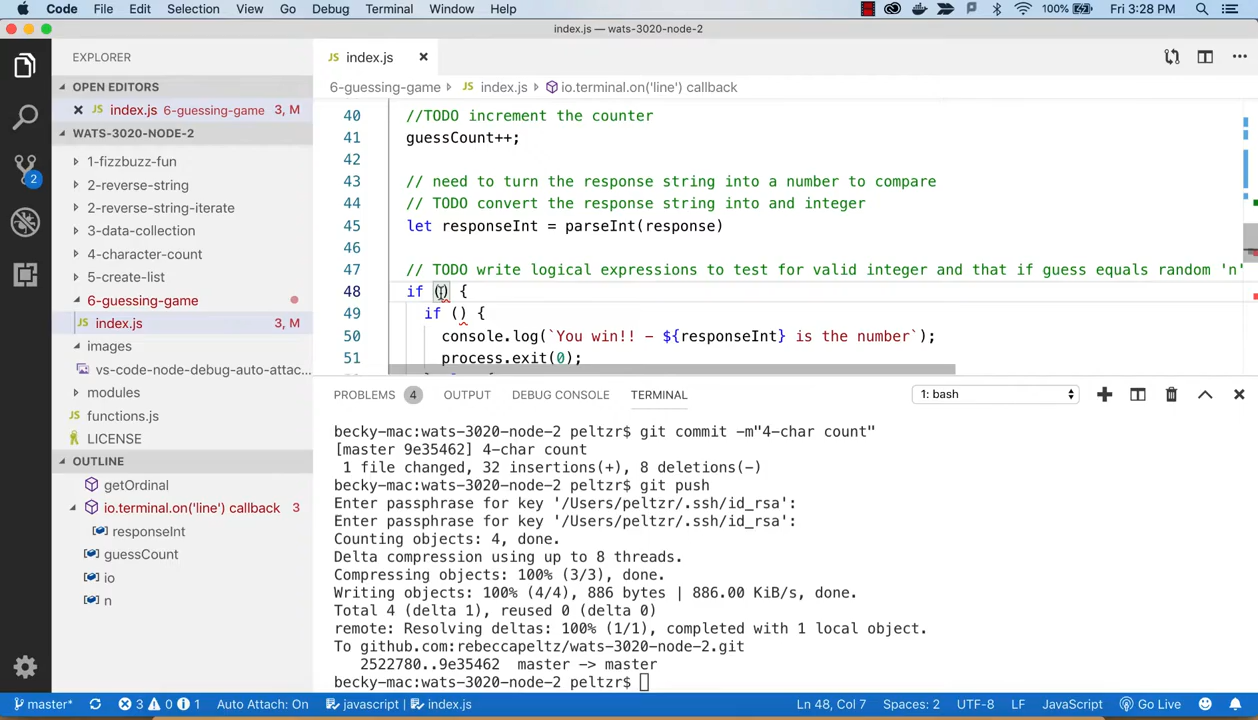 Code File Edit Selection View Go Debug Terminal Window Help 100% Fri 3:28 PM
index.js — wats-3020-node-2
EXPLORER
OPEN EDITORS
JS index.js 6-guessing-game 3, M
WATS-3020-NODE-2
1-fizzbuzz-fun
2-reverse-string
2-reverse-string-iterate
3-data-collection
4-character-count
5-create-list
6-guessing-game
JS index.js 3, M
images
vs-code-node-debug-auto-attac...
modules
JS functions.js
LICENSE
OUTLINE
getOrdinal
io.terminal.on('line') callback 3
responseInt
guessCount
io
n
2
JS index.js
6-guessing-game JS index.js io.terminal.on('line') callback
40 //TODO increment the counter
41 guessCount++;
42
43 // need to turn the response string into a number to compare
44 // TODO convert the response string into and integer
45 let responseInt = parseInt(response)
46
47 // TODO write logical expressions to test for valid integer and that if guess equals random 'n'
48 if () {
49 if () {
50 console.log(`You win!! - ${responseInt} is the number`);
51 process.exit(0);
PROBLEMS 4 OUTPUT DEBUG CONSOLE TERMINAL 1: bash
becky-mac:wats-3020-node-2 peltzr$ git commit -m"4-char count"
[master 9e35462] 4-char count
1 file changed, 32 insertions(+), 8 deletions(-)
becky-mac:wats-3020-node-2 peltzr$ git push
Enter passphrase for key '/Users/peltzr/.ssh/id_rsa':
Enter passphrase for key '/Users/peltzr/.ssh/id_rsa':
Counting objects: 4, done.
Delta compression using up to 8 threads.
Compressing objects: 100% (3/3), done.
Writing objects: 100% (4/4), 886 bytes | 886.00 KiB/s, done.
Total 4 (delta 1), reused 0 (delta 0)
remote: Resolving deltas: 100% (1/1), completed with 1 local object.
To github.com:rebeccapeltz/wats-3020-node-2.git
2522780..9e35462 master -> master
becky-mac:wats-3020-node-2 peltzr$
master* 3 0 1 Auto Attach: On javascript index.js Ln 48, Col 7 Spaces: 2 UTF-8 LF JavaScript Go Live